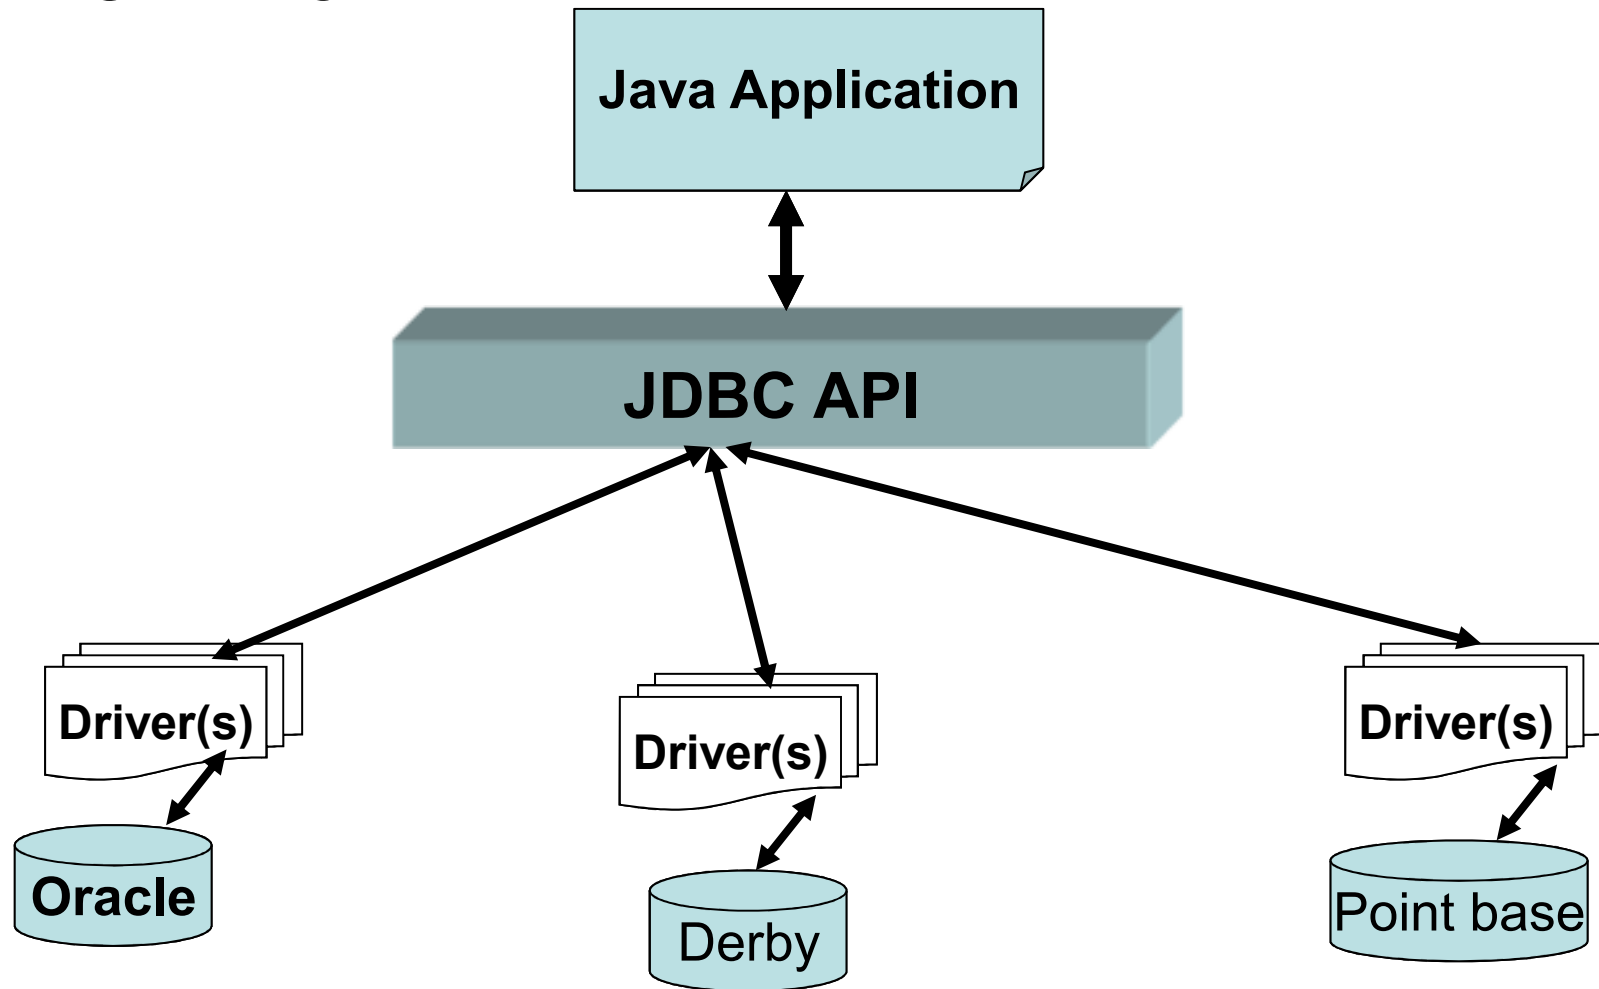 Java Application
JDBC API
Driver(s)
Driver(s)
Driver(s)
Oracle
Derby
Point base